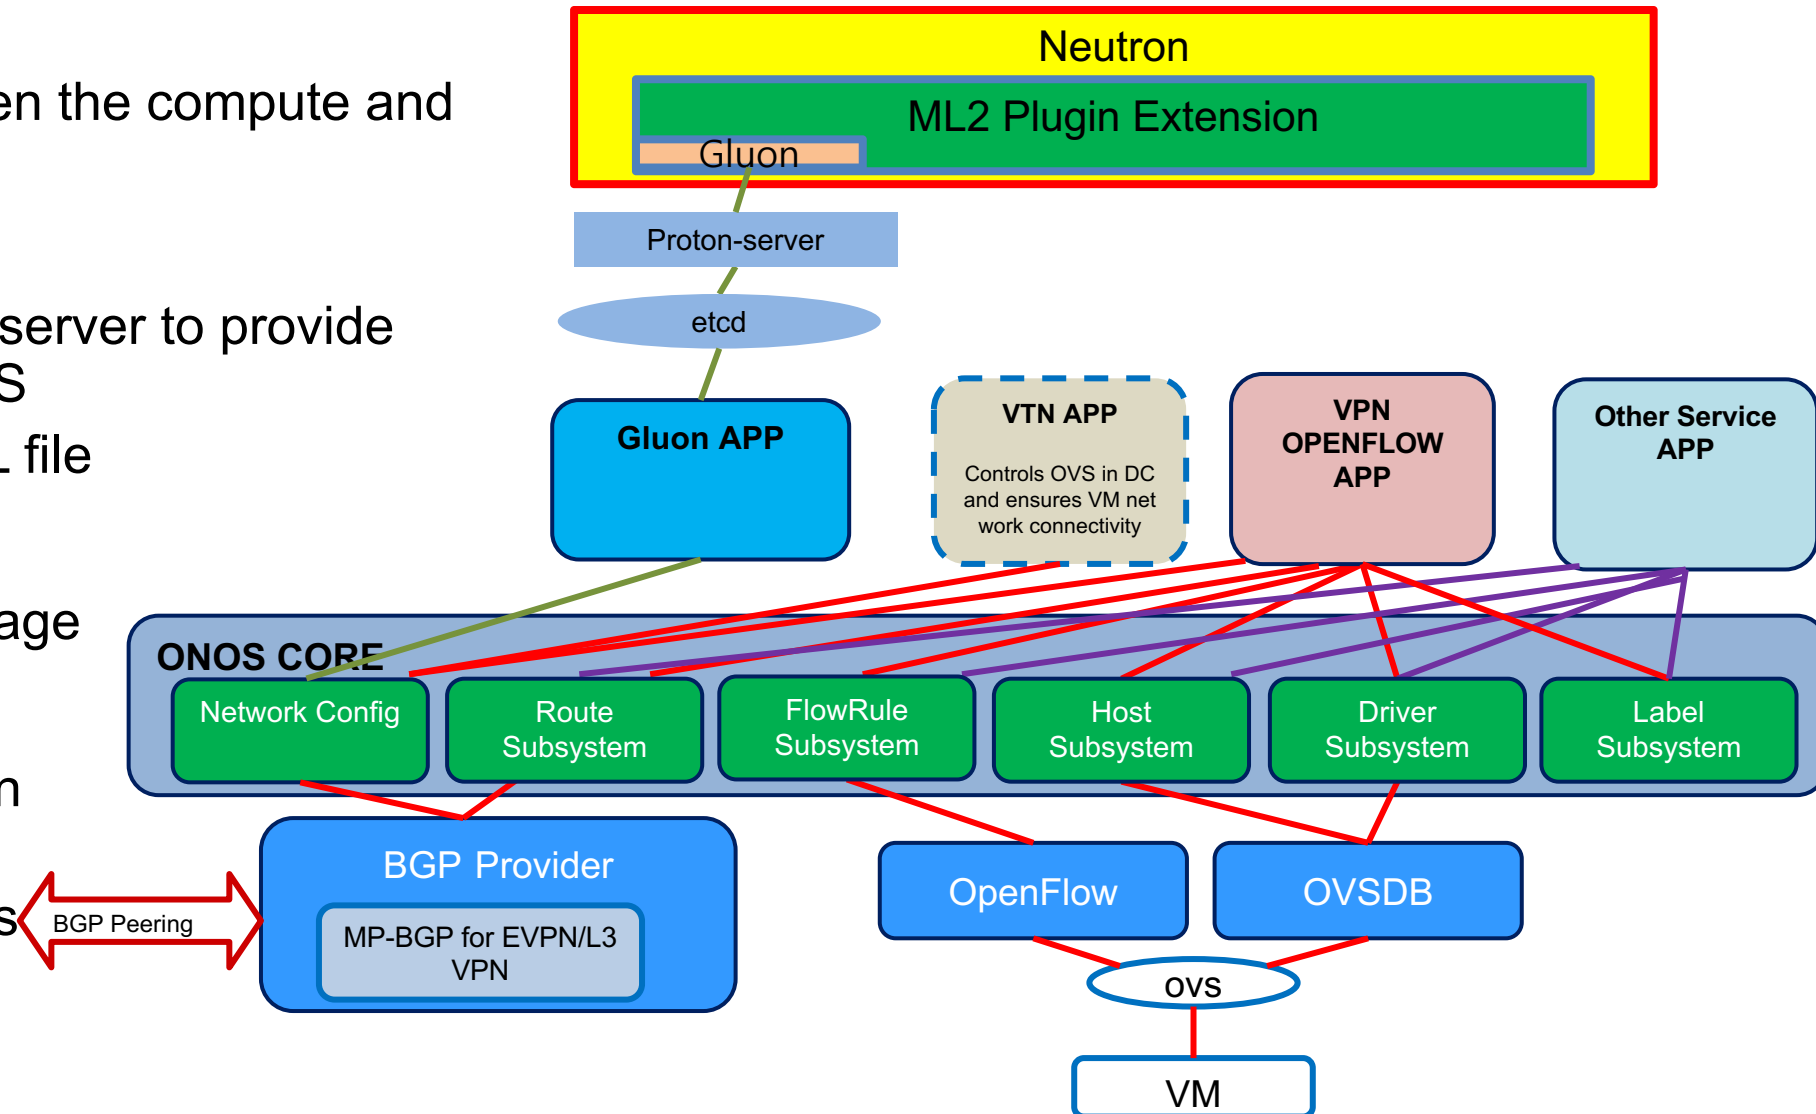 en the compute and
server to provide
S
L file
age
n
s
Neutron
ML2 Plugin Extension
Gluon
Proton-server
etcd
Gluon APP
VTN APP
Controls OVS in DC
and ensures VM net
work connectivity
VPN
OPENFLOW
APP
Other Service
APP
ONOS CORE
Network Config
Route
Subsystem
FlowRule
Subsystem
Host
Subsystem
Driver
Subsystem
Label
Subsystem
BGP Peering
BGP Provider
MP-BGP for EVPN/L3
VPN
OpenFlow
OVSDB
ovs
VM